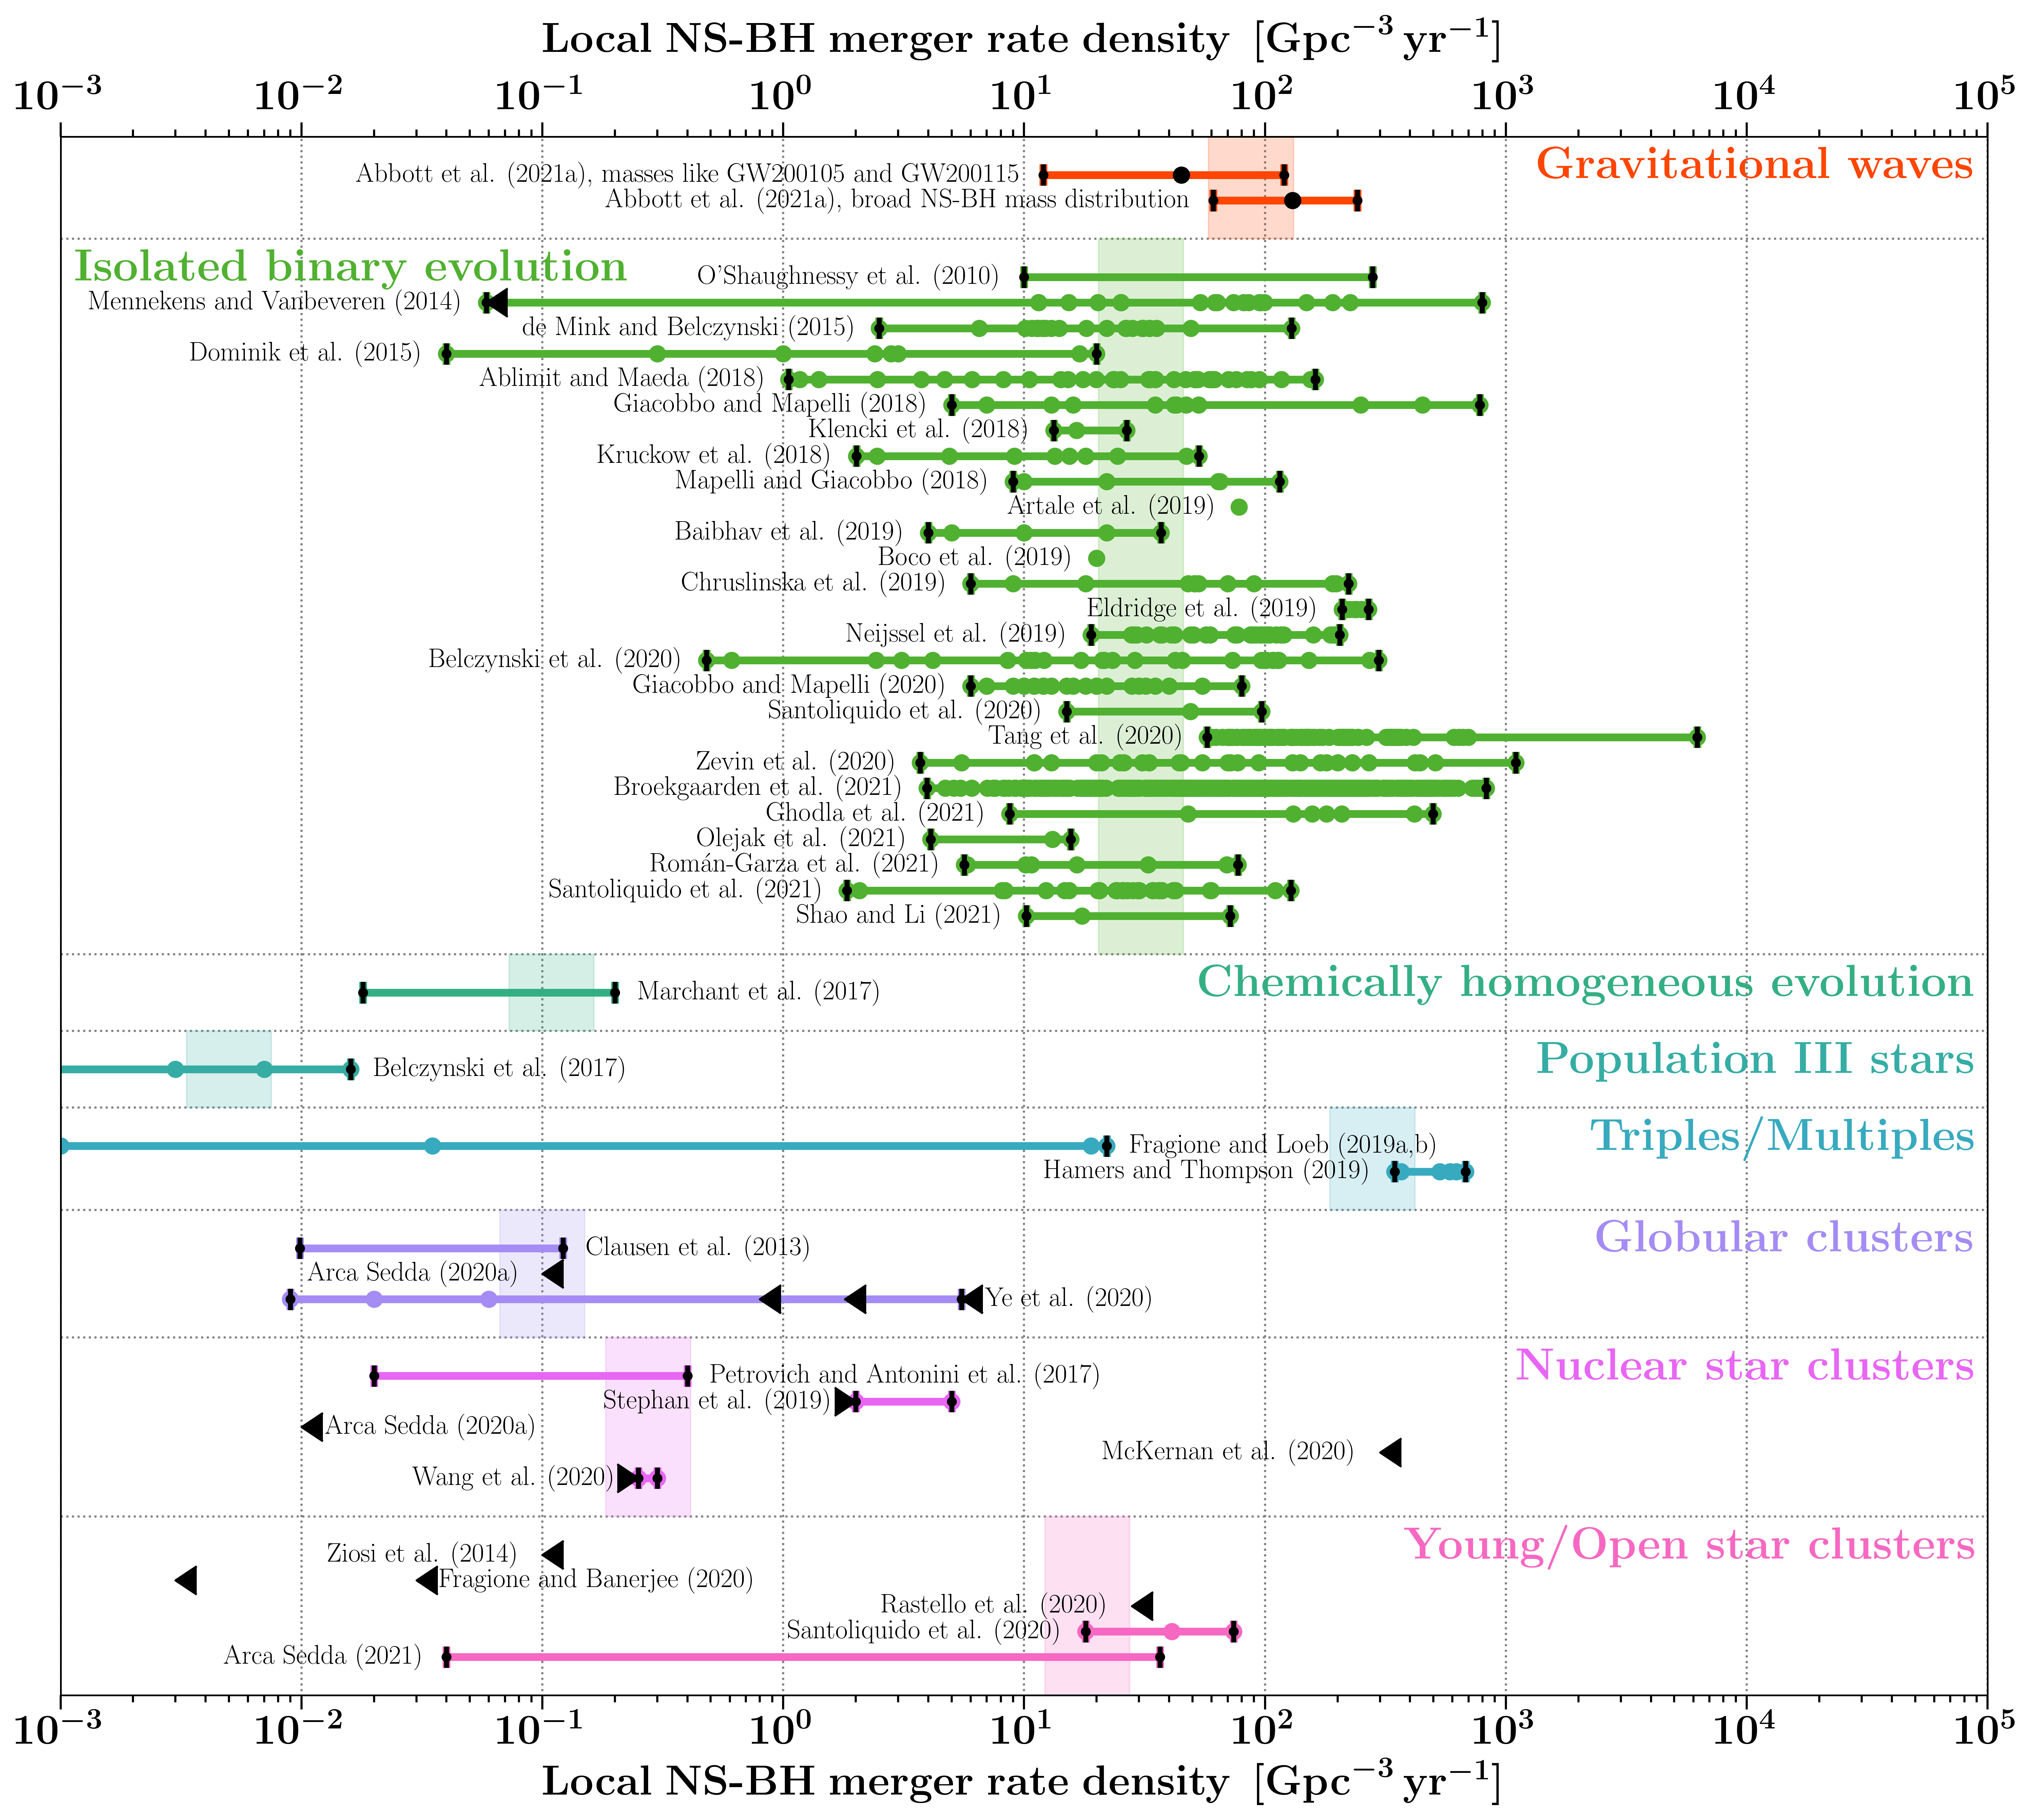 Local NS-BH merger rate density [Gpc⁻³ yr⁻¹]
10⁻³ 10⁻² 10⁻¹ 10⁰ 10¹ 10² 10³ 10⁴ 10⁵
Gravitational waves
Abbott et al. (2021a), masses like GW200105 and GW200115
Abbott et al. (2021a), broad NS-BH mass distribution
Isolated binary evolution
O'Shaughnessy et al. (2010)
Mennekens and Vanbeveren (2014)
de Mink and Belczynski (2015)
Dominik et al. (2015)
Ablimit and Maeda (2018)
Giacobbo and Mapelli (2018)
Klencki et al. (2018)
Kruckow et al. (2018)
Mapelli and Giacobbo (2018)
Artale et al. (2019)
Baibhav et al. (2019)
Boco et al. (2019)
Chruslinska et al. (2019)
Eldridge et al. (2019)
Neijssel et al. (2019)
Belczynski et al. (2020)
Giacobbo and Mapelli (2020)
Santoliquido et al. (2020)
Tang et al. (2020)
Zevin et al. (2020)
Broekgaarden et al. (2021)
Ghodla et al. (2021)
Olejak et al. (2021)
Román-Garza et al. (2021)
Santoliquido et al. (2021)
Shao and Li (2021)
Chemically homogeneous evolution
Marchant et al. (2017)
Population III stars
Belczynski et al. (2017)
Triples/Multiples
Fragione and Loeb (2019a,b)
Hamers and Thompson (2019)
Globular clusters
Clausen et al. (2013)
Arca Sedda (2020a)
Ye et al. (2020)
Nuclear star clusters
Petrovich and Antonini et al. (2017)
Stephan et al. (2019)
Arca Sedda (2020a)
McKernan et al. (2020)
Wang et al. (2020)
Young/Open star clusters
Ziosi et al. (2014)
Fragione and Banerjee (2020)
Rastello et al. (2020)
Santoliquido et al. (2020)
Arca Sedda (2021)
10⁻³ 10⁻² 10⁻¹ 10⁰ 10¹ 10² 10³ 10⁴ 10⁵
Local NS-BH merger rate density [Gpc⁻³ yr⁻¹]